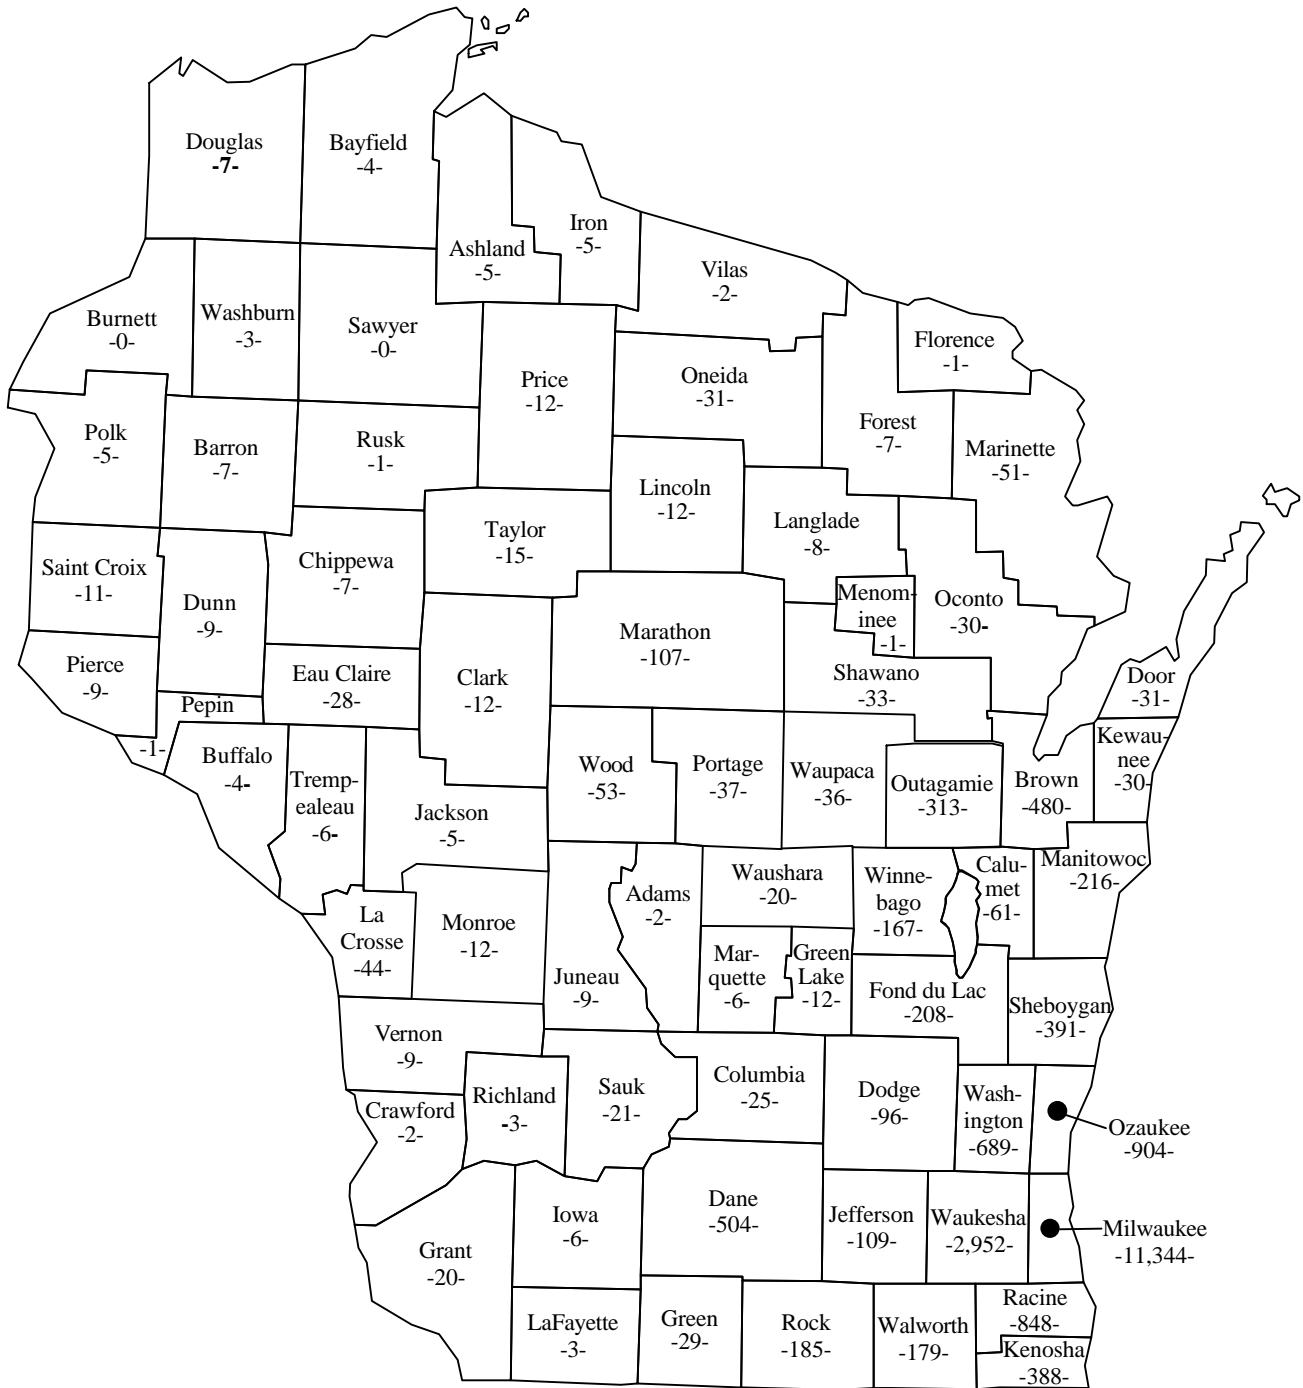 Douglas
-7-
Bayfield
-4-
Ashland
-5-
Iron
-5-
Vilas
-2-
Burnett
-0-
Washburn
-3-
Sawyer
-0-
Price
-12-
Oneida
-31-
Florence
-1-
Forest
-7-
Marinette
-51-
Polk
-5-
Barron
-7-
Rusk
-1-
Lincoln
-12-
Langlade
-8-
Taylor
-15-
Saint Croix
-11-
Dunn
-9-
Chippewa
-7-
Menom-
inee
-1-
Oconto
-30-
Marathon
-107-
Pierce
-9-
Eau Claire
-28-
Clark
-12-
Shawano
-33-
Door
-31-
Pepin
-1-
Buffalo
-4-
Tremp-
ealeau
-6-
Jackson
-5-
Wood
-53-
Portage
-37-
Waupaca
-36-
Outagamie
-313-
Brown
-480-
Kewau-
nee
-30-
La
Crosse
-44-
Monroe
-12-
Juneau
-9-
Adams
-2-
Waushara
-20-
Winne-
bago
-167-
Calu-
met
-61-
Manitowoc
-216-
Mar-
quette
-6-
Green
Lake
-12-
Fond du Lac
-208-
Sheboygan
-391-
Vernon
-9-
Crawford
-2-
Richland
-3-
Sauk
-21-
Columbia
-25-
Dodge
-96-
Wash-
ington
-689-
Ozaukee
-904-
Grant
-20-
Iowa
-6-
Dane
-504-
Jefferson
-109-
Waukesha
-2,952-
Milwaukee
-11,344-
LaFayette
-3-
Green
-29-
Rock
-185-
Walworth
-179-
Racine
-848-
Kenosha
-388-